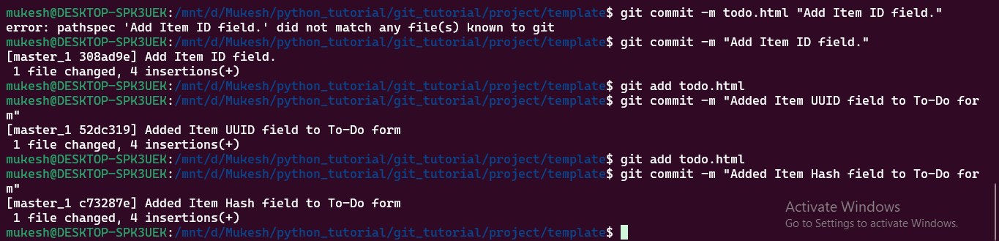 mukesh@DESKTOP-SPK3UEK:/mnt/d/Mukesh/python_tutorial/git_tutorial/project/template$ git commit -m todo.html "Add Item ID field."
error: pathspec 'Add Item ID field.' did not match any file(s) known to git
mukesh@DESKTOP-SPK3UEK:/mnt/d/Mukesh/python_tutorial/git_tutorial/project/template$ git commit -m "Add Item ID field."
[master_1 308ad9e] Add Item ID field.
 1 file changed, 4 insertions(+)
mukesh@DESKTOP-SPK3UEK:/mnt/d/Mukesh/python_tutorial/git_tutorial/project/template$ git add todo.html
mukesh@DESKTOP-SPK3UEK:/mnt/d/Mukesh/python_tutorial/git_tutorial/project/template$ git commit -m "Added Item UUID field to To-Do for
m"
[master_1 52dc319] Added Item UUID field to To-Do form
 1 file changed, 4 insertions(+)
mukesh@DESKTOP-SPK3UEK:/mnt/d/Mukesh/python_tutorial/git_tutorial/project/template$ git add todo.html
mukesh@DESKTOP-SPK3UEK:/mnt/d/Mukesh/python_tutorial/git_tutorial/project/template$ git commit -m "Added Item Hash field to To-Do for
m"
[master_1 c73287e] Added Item Hash field to To-Do form
 1 file changed, 4 insertions(+)
mukesh@DESKTOP-SPK3UEK:/mnt/d/Mukesh/python_tutorial/git_tutorial/project/template$
Activate Windows
Go to Settings to activate Windows.